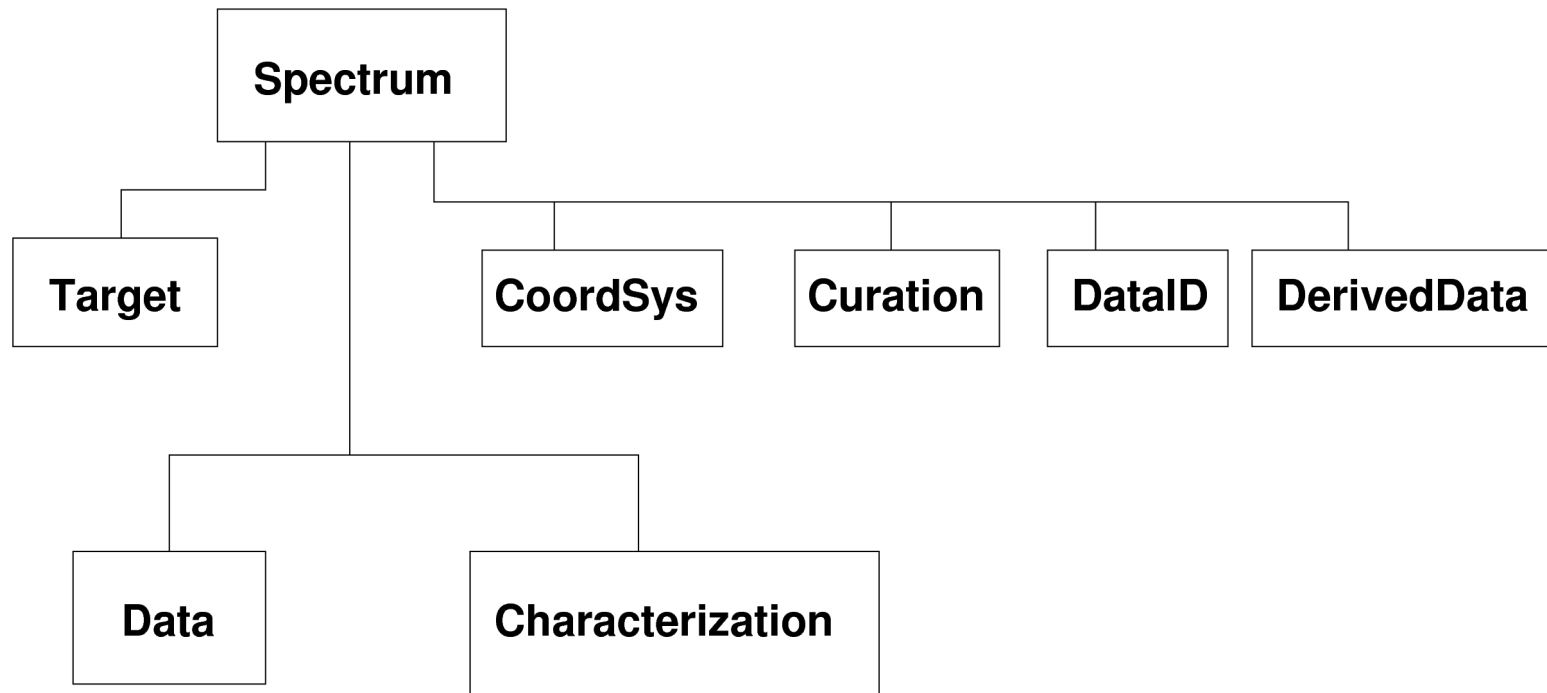 Spectrum
Target
CoordSys
Curation
DataID
DerivedData
Data
Characterization